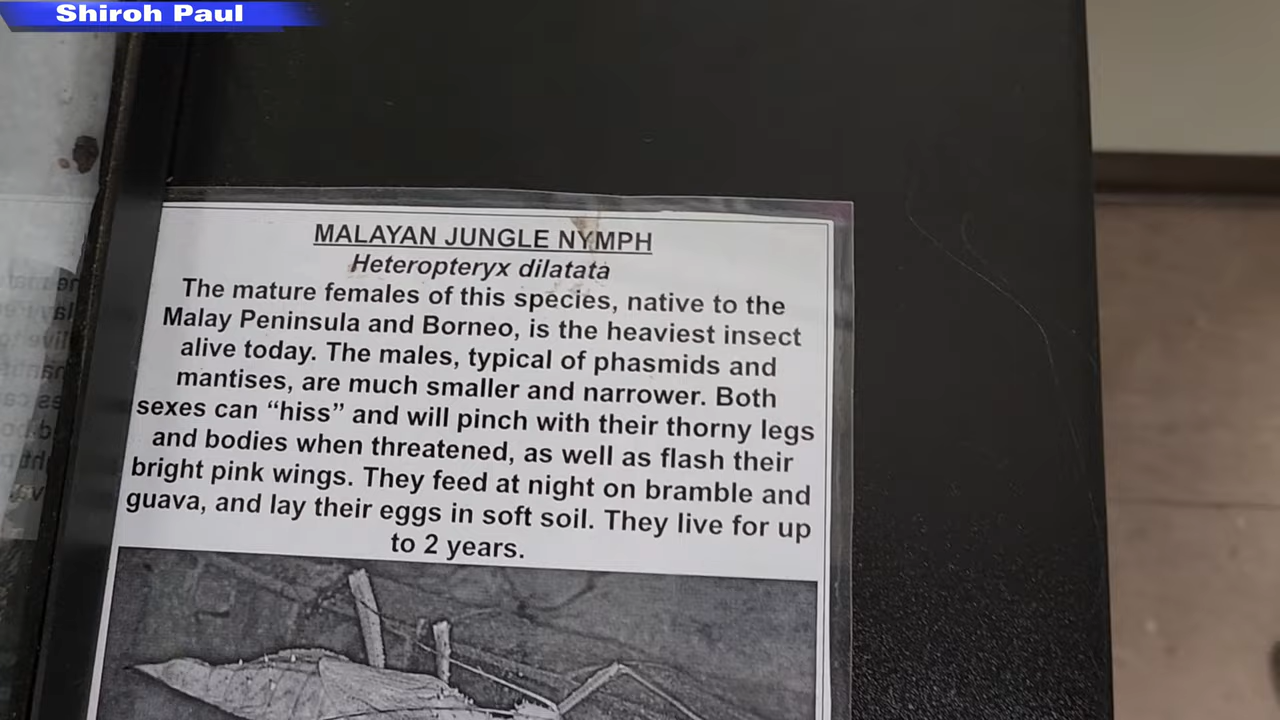 Shiroh Paul
MALAYAN JUNGLE NYMPH
Heteropteryx dilatata
The mature females of this species, native to the
Malay Peninsula and Borneo, is the heaviest insect
alive today. The males, typical of phasmids and
mantises, are much smaller and narrower. Both
sexes can “hiss” and will pinch with their thorny legs
and bodies when threatened, as well as flash their
bright pink wings. They feed at night on bramble and
guava, and lay their eggs in soft soil. They live for up
to 2 years.